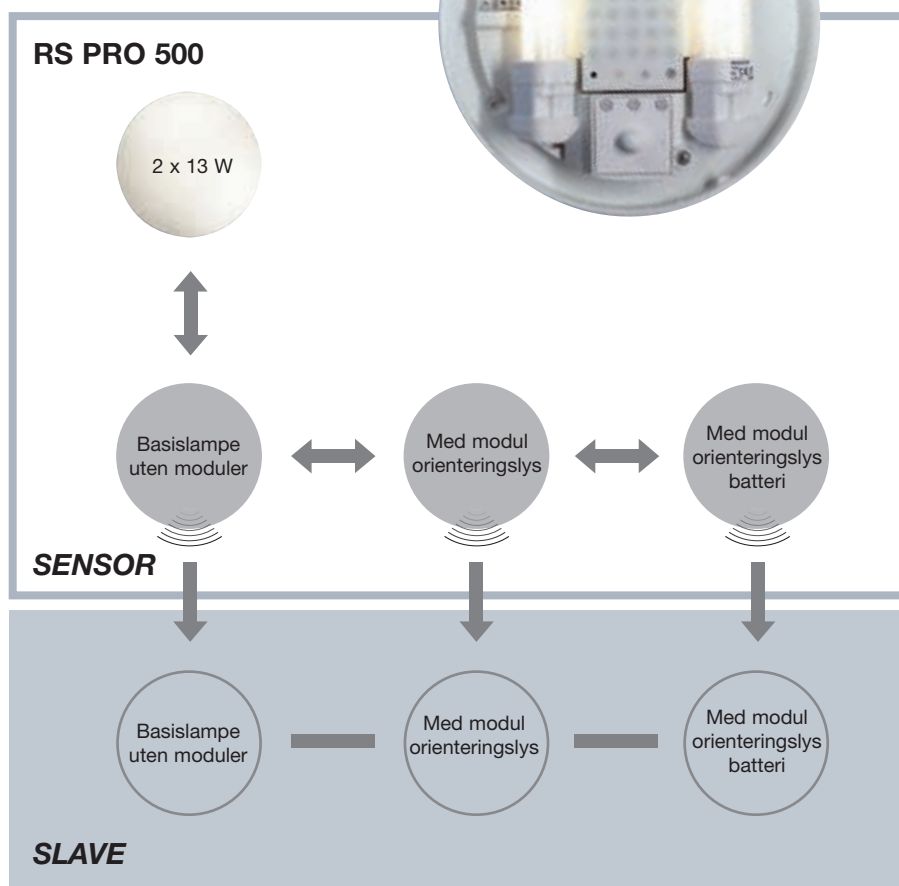 RS PRO 500
2 x 13 W
Basislampe
uten moduler
Med modul
orienteringslys
Med modul
orienteringslys
batteri
SENSOR
Basislampe
uten moduler
Med modul
orienteringslys
Med modul
orienteringslys
batteri
SLAVE